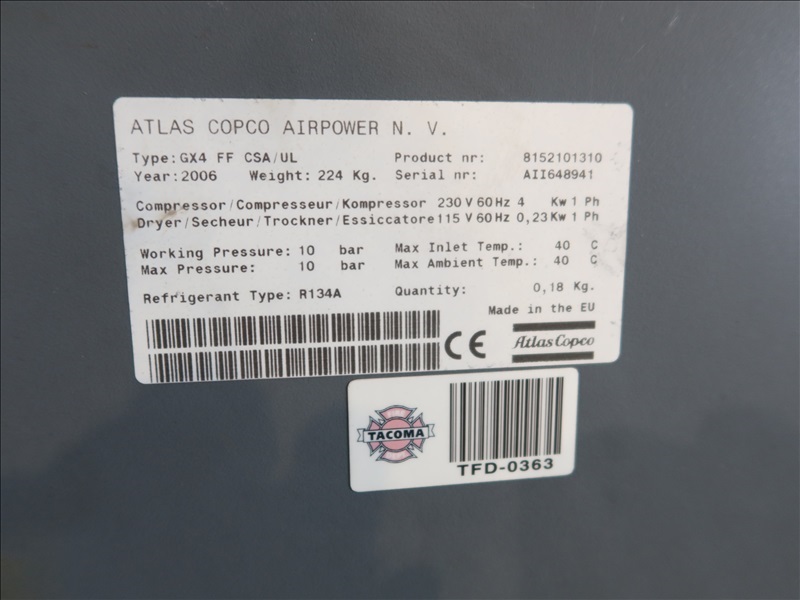 ATLAS COPCO AIRPOWER N. V.
Type: GX4 FF CSA/UL Product nr: 8152101310
Year: 2006 Weight: 224 Kg. Serial nr: AII648941
Compressor/Compresseur/Kompressor 230 V 60 Hz 4 Kw 1 Ph
Dryer/Secheur/Trockner/Essiccatore 115 V 60 Hz 0,23 Kw 1 Ph
Working Pressure: 10 bar Max Inlet Temp.: 40 C
Max Pressure: 10 bar Max Ambient Temp.: 40 C
Refrigerant Type: R134A Quantity: 0,18 Kg.
Made in the EU
CE Atlas Copco
TACOMA
TFD-0363